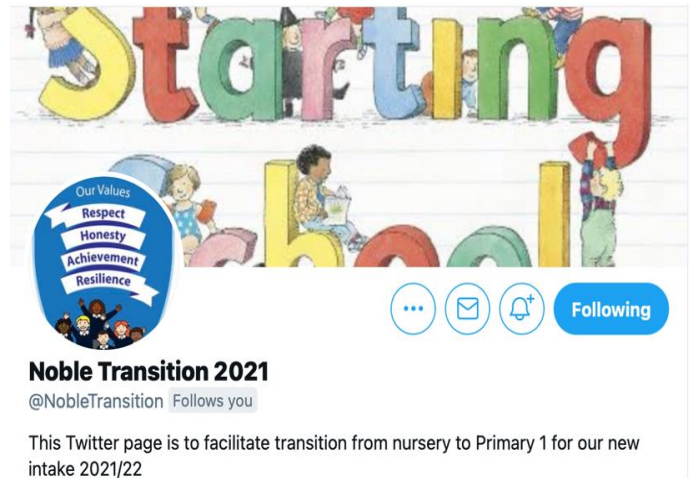 Starting
School
Our Values
Respect
Honesty
Achievement
Resilience
Following
Noble Transition 2021
@NobleTransition Follows you
This Twitter page is to facilitate transition from nursery to Primary 1 for our new
intake 2021/22